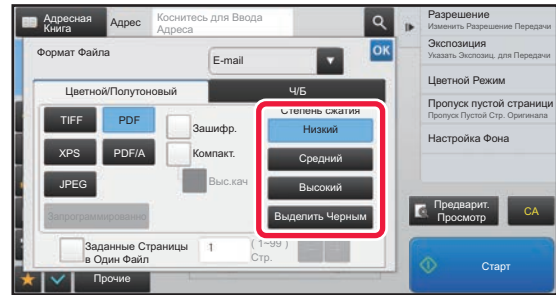 Адресная
Книга
Адрес
Коснитесь для Ввода
Адреса
Формат Файла
E-mail
OK
Цветной/Полутоновый
Ч/Б
TIFF
PDF
Зашифр.
XPS
PDF/A
Компакт.
JPEG
Выс.кач
Запрограммированно
Степень сжатия
Низкий
Средний
Высокий
Выделить Черным
Заданные Страницы
в Один Файл
1
( 1~99 )
Стр.
Прочие
Разрешение
Изменить Разрешение Передачи
Экспозиция
Указать Экспозиц. для Передачи
Цветной Режим
Пропуск пустой страници
Пропуск Пустой Стр. Оригинала
Настройка Фона
Предварит.
Просмотр
CA
Старт